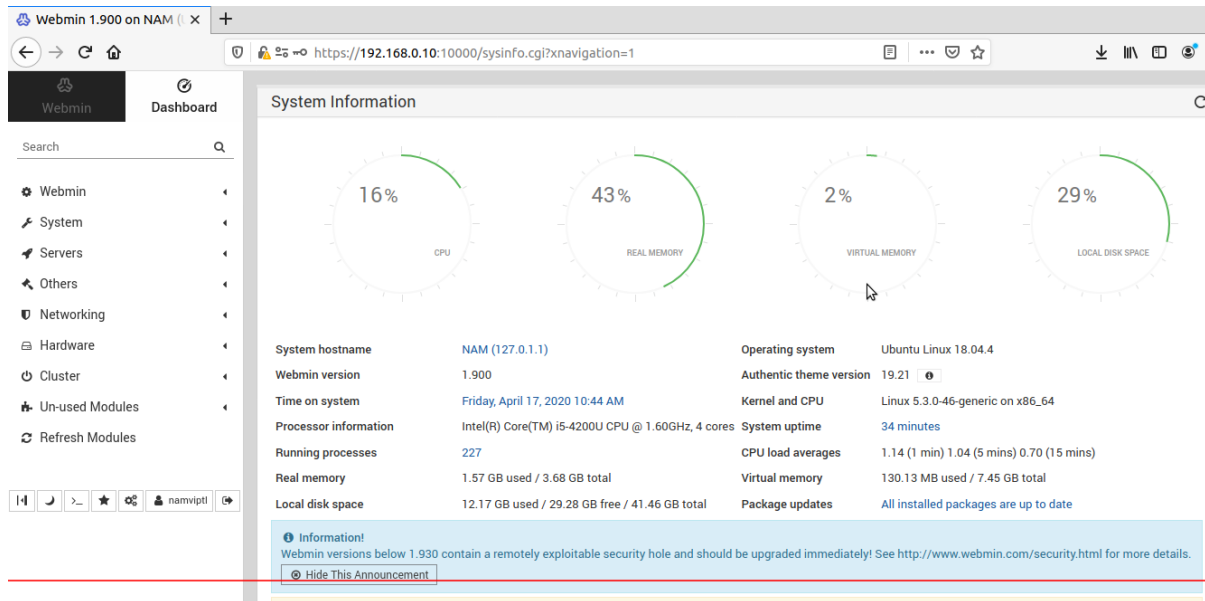 Webmin 1.900 on NAM (
https://192.168.0.10:10000/sysinfo.cgi?xnavigation=1
Webmin
Dashboard
Search
Webmin
System
Servers
Others
Networking
Hardware
Cluster
Un-used Modules
Refresh Modules
namviptl
System Information
16%
CPU
43%
REAL MEMORY
2%
VIRTUAL MEMORY
29%
LOCAL DISK SPACE
System hostname NAM (127.0.1.1) Operating system Ubuntu Linux 18.04.4
Webmin version 1.900 Authentic theme version 19.21
Time on system Friday, April 17, 2020 10:44 AM Kernel and CPU Linux 5.3.0-46-generic on x86_64
Processor information Intel(R) Core(TM) i5-4200U CPU @ 1.60GHz, 4 cores System uptime 34 minutes
Running processes 227 CPU load averages 1.14 (1 min) 1.04 (5 mins) 0.70 (15 mins)
Real memory 1.57 GB used / 3.68 GB total Virtual memory 130.13 MB used / 7.45 GB total
Local disk space 12.17 GB used / 29.28 GB free / 41.46 GB total Package updates All installed packages are up to date
Information!
Webmin versions below 1.930 contain a remotely exploitable security hole and should be upgraded immediately! See http://www.webmin.com/security.html for more details.
Hide This Announcement